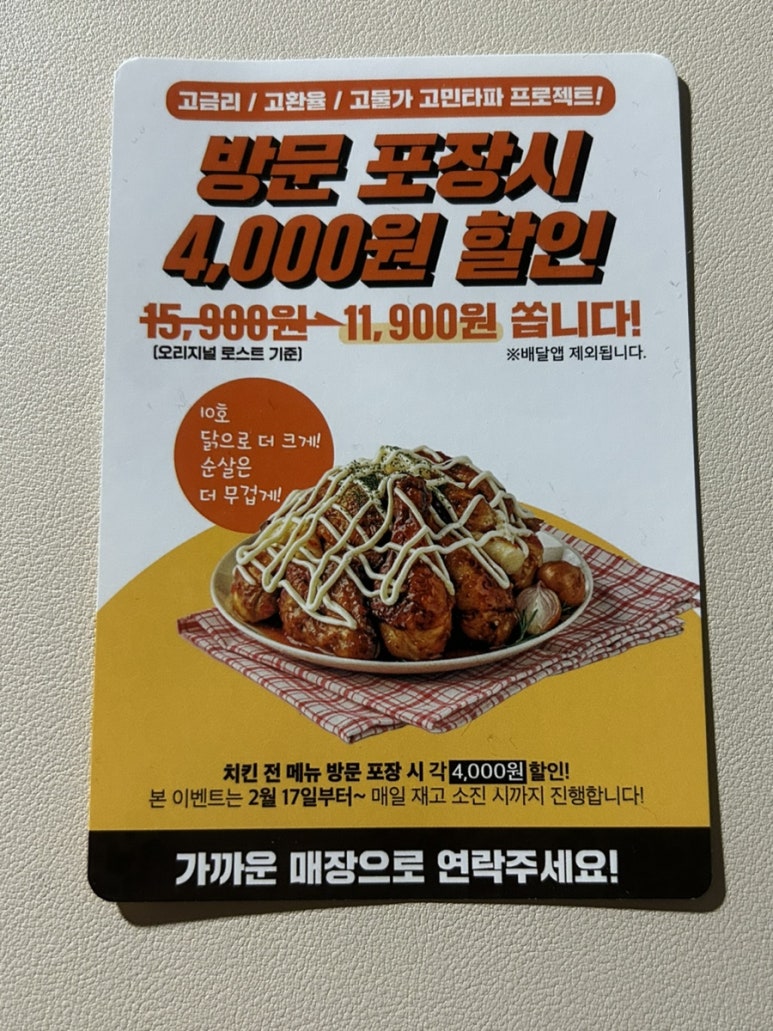 고금리 / 고환율 / 고물가 고민타파 프로젝트!
방문 포장시
4,000원 할인
15,900원 11,900원 쏩니다!
(오리지널 로스트 기준)
※배달앱 제외됩니다.
10호
닭으로 더 크게!
순살은
더 무겁게!
치킨 전 메뉴 방문 포장 시 각 4,000원 할인!
본 이벤트는 2월 17일부터~ 매일 재고 소진 시까지 진행합니다!
가까운 매장으로 연락주세요!